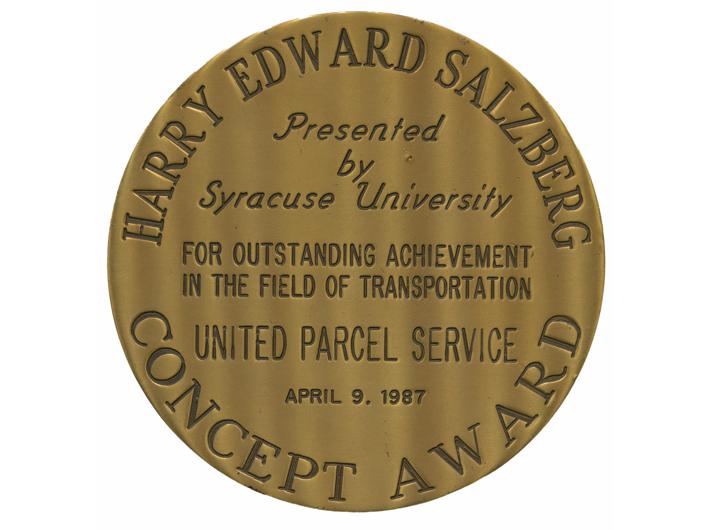 HARRY EDWARD SALZBERG
Presented
by
Syracuse University
FOR OUTSTANDING ACHIEVEMENT
IN THE FIELD OF TRANSPORTATION
UNITED PARCEL SERVICE
APRIL 9, 1987
CONCEPT AWARD